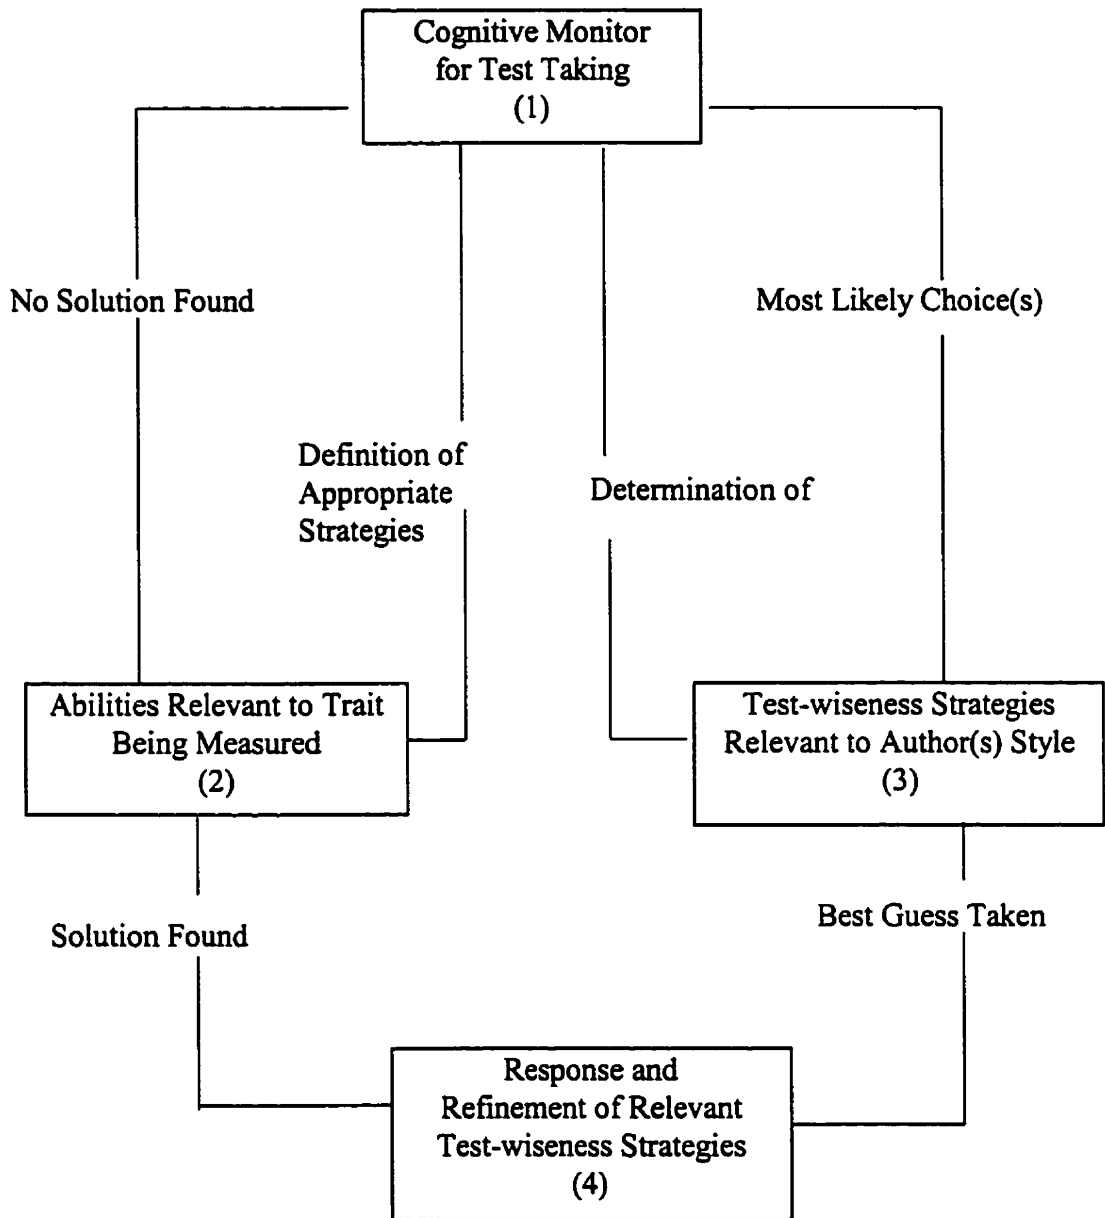 Cognitive Monitor
for Test Taking
(1)
No Solution Found
Most Likely Choice(s)
Definition of
Appropriate
Strategies
Determination of
Abilities Relevant to Trait
Being Measured
(2)
Test-wiseness Strategies
Relevant to Author(s) Style
(3)
Solution Found
Best Guess Taken
Response and
Refinement of Relevant
Test-wiseness Strategies
(4)